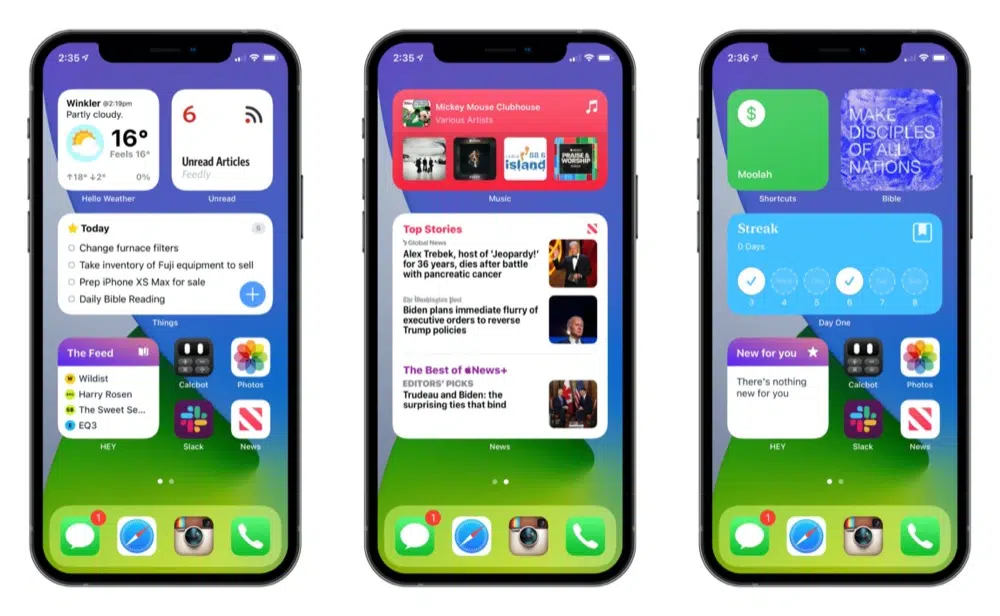 2:35
Winkler @2:19pm
Partly cloudy.
16°
Feels 16°
↑18° ↓2°
0%
Hello Weather
6
Unread Articles
Feedly
Unread
Today
5
Change furnace filters
Take inventory of Fuji equipment to sell
Prep iPhone XS Max for sale
Daily Bible Reading
Things
The Feed
W Wildist
Harry Rosen
SB The Sweet Se...
E EQ3
HEY
Calcbot
Photos
Slack
News
1
2:35
Mickey Mouse Clubhouse
Various Artists
88.6
island
PRAISE &
WORSHIP
Music
Top Stories
Global News
Alex Trebek, host of 'Jeopardy!'
for 36 years, dies after battle
with pancreatic cancer
The Washington Post
Biden plans immediate flurry of
executive orders to reverse
Trump policies
The Best of News+
EDITORS' PICKS
Trudeau and Biden: the
surprising ties that bind
News
1
2:36
$
Moolah
Shortcuts
MAKE
DISCIPLES
OF ALL
NATIONS
Bible
Streak
0 Days
3 4 5 6 7 8
Day One
New for you
There's nothing
new for you
HEY
Calcbot
Photos
Slack
News
1